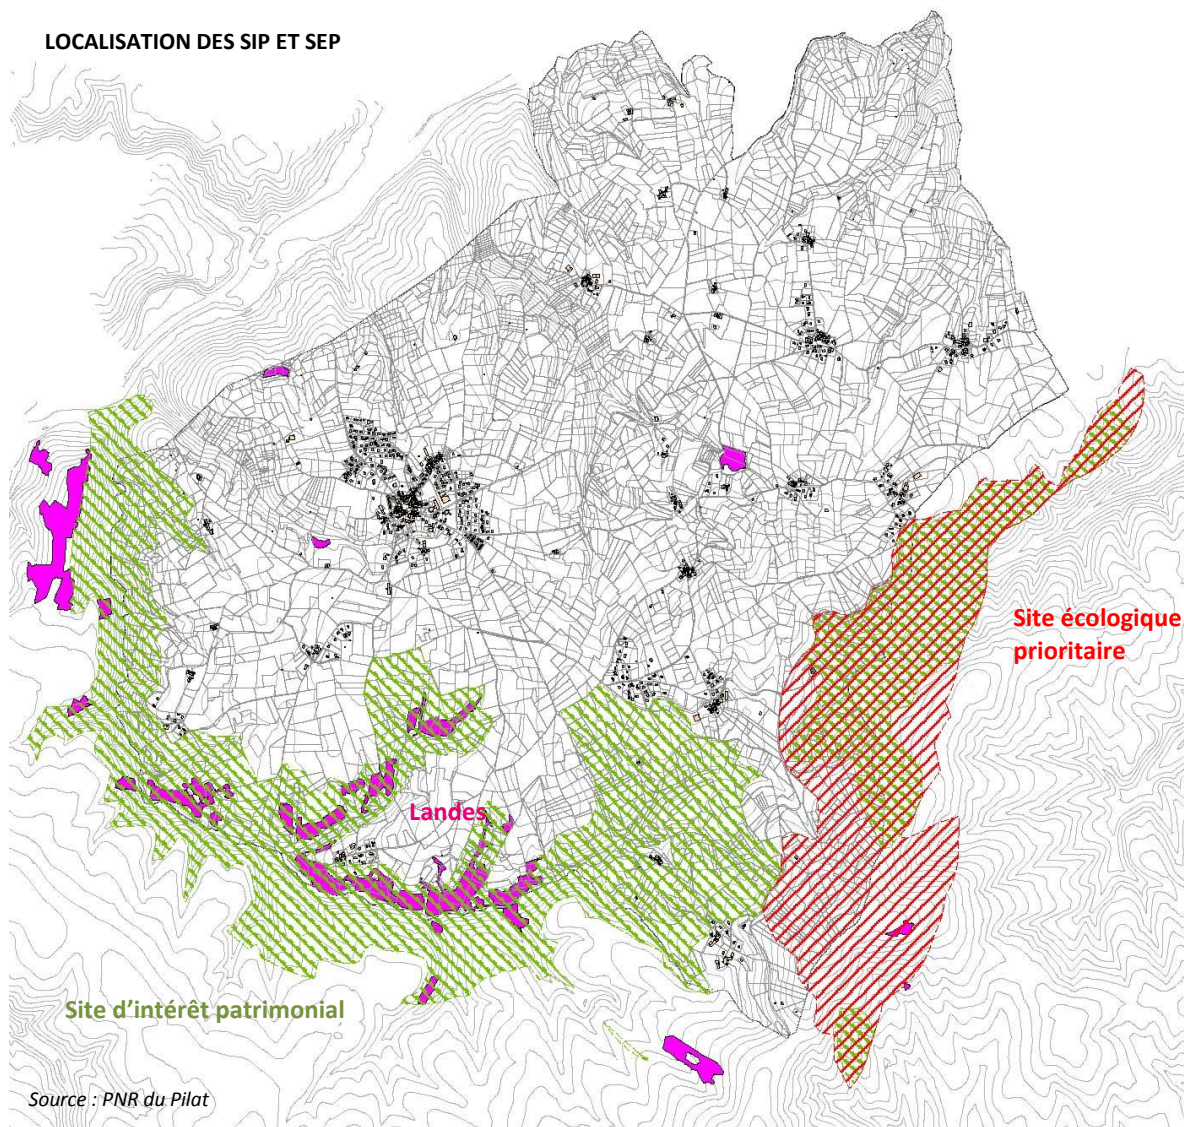 LOCALISATION DES SIP ET SEP
Site écologique
prioritaire
Landes
Site d’intérêt patrimonial
Source : PNR du Pilat